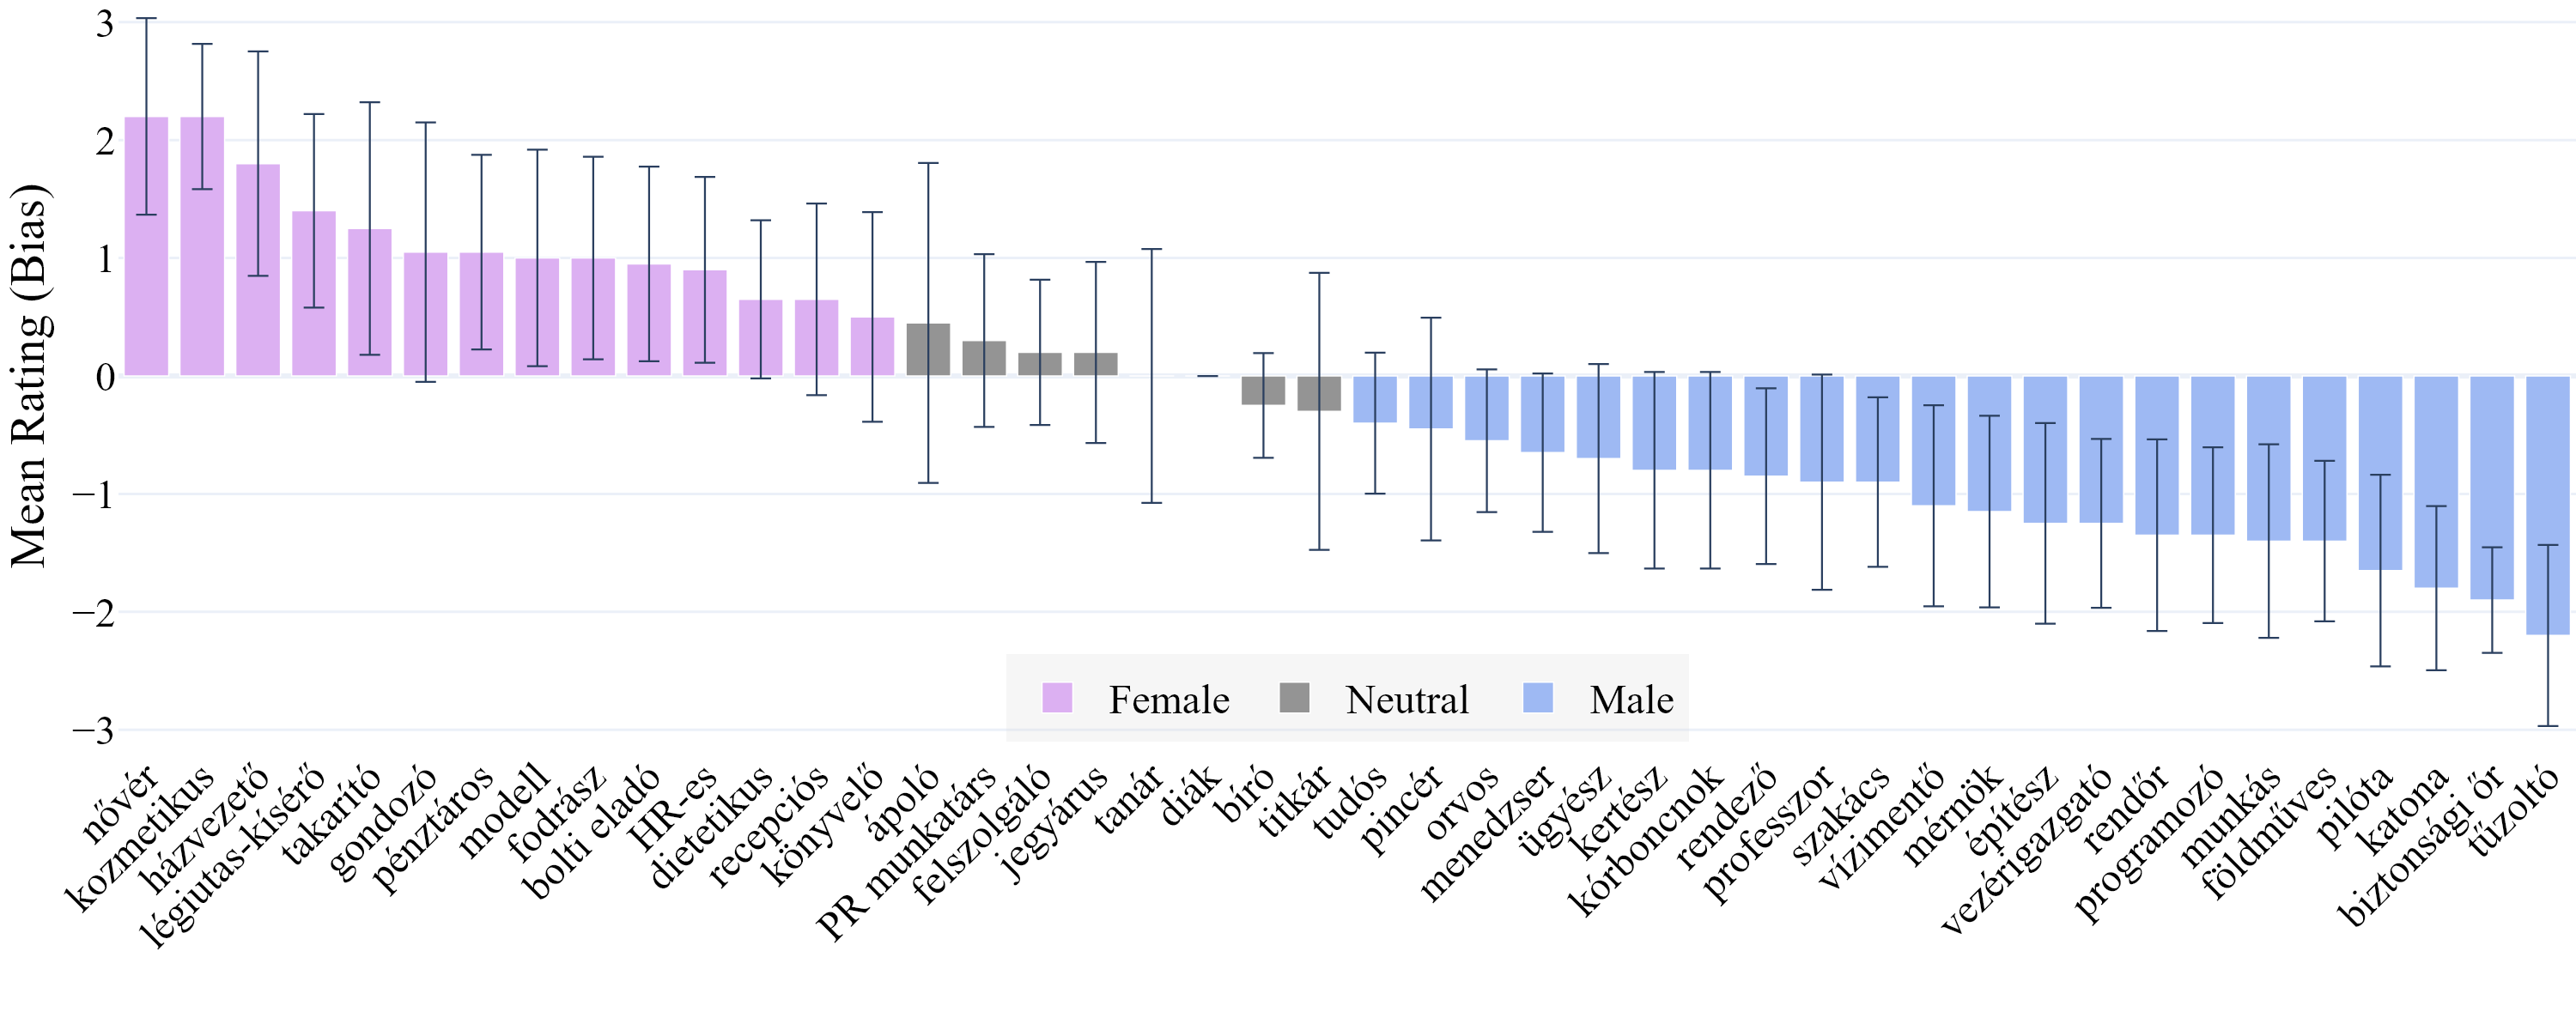 Mean Rating (Bias)
3
2
1
0
−1
−2
−3
Female
Neutral
Male
nővér
kozmetikus
házvezető
légiutas-kísérő
takarító
gondozó
pénztáros
modell
fodrász
bolti eladó
HR-es
dietetikus
recepciós
könyvelő
ápoló
PR munkatárs
felszolgáló
jegyárus
tanár
diák
bíró
titkár
tudós
pincér
orvos
menedzser
ügyész
kertész
kórboncnok
rendező
professzor
szakács
vízimentő
mérnök
építész
vezérigazgató
rendőr
programozó
munkás
földműves
pilóta
katona
biztonsági őr
tűzoltó